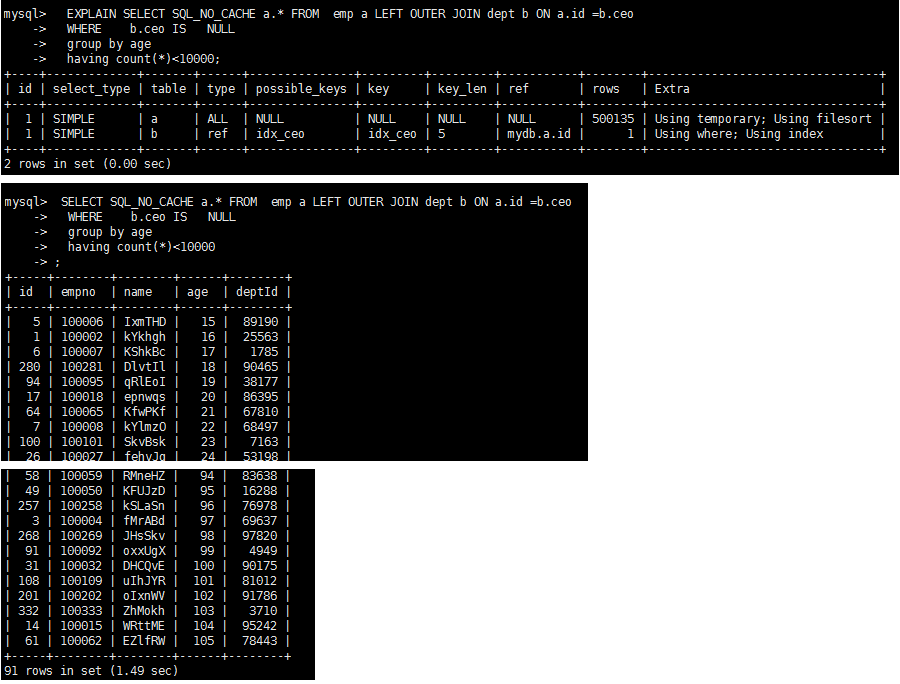 mysql>   EXPLAIN SELECT SQL_NO_CACHE a.* FROM  emp a LEFT OUTER JOIN dept b ON a.id =b.ceo
    ->   WHERE    b.ceo IS   NULL
    ->   group by age
    ->   having count(*)<10000;
+----+-------------+-------+------+---------------+---------+---------+-----------+--------+---------------------------------+
| id | select_type | table | type | possible_keys | key     | key_len | ref       | rows   | Extra                           |
+----+-------------+-------+------+---------------+---------+---------+-----------+--------+---------------------------------+
|  1 | SIMPLE      | a     | ALL  | NULL          | NULL    | NULL    | NULL      | 500135 | Using temporary; Using filesort |
|  1 | SIMPLE      | b     | ref  | idx_ceo       | idx_ceo | 5       | mydb.a.id |      1 | Using where; Using index        |
+----+-------------+-------+------+---------------+---------+---------+-----------+--------+---------------------------------+
2 rows in set (0.00 sec)
mysql>  SELECT SQL_NO_CACHE a.* FROM  emp a LEFT OUTER JOIN dept b ON a.id =b.ceo
    ->   WHERE    b.ceo IS   NULL
    ->   group by age
    ->   having count(*)<10000
    -> ;
+-----+--------+--------+------+--------+
| id  | empno  | name   | age  | deptId |
+-----+--------+--------+------+--------+
|   5 | 100006 | IxmTHD |   15 |  89190 |
|   1 | 100002 | kYkhgh |   16 |  25563 |
|   6 | 100007 | KShkBc |   17 |   1785 |
| 280 | 100281 | DlvtIl |   18 |  90465 |
|  94 | 100095 | qRlEoI |   19 |  38177 |
|  17 | 100018 | epnwqs |   20 |  86395 |
|  64 | 100065 | KfwPKf |   21 |  67810 |
|   7 | 100008 | kYlmzO |   22 |  68497 |
| 100 | 100101 | SkvBsk |   23 |   7163 |
|  26 | 100027 | fehvJq |   24 |  53198 |
|  58 | 100059 | RMneHZ |   94 |  83638 |
|  49 | 100050 | KFUJzD |   95 |  16288 |
| 257 | 100258 | kSLaSn |   96 |  76978 |
|   3 | 100004 | fMrABd |   97 |  69637 |
| 268 | 100269 | JHsSkv |   98 |  97820 |
|  91 | 100092 | oxxUgX |   99 |   4949 |
|  31 | 100032 | DHCQvE |  100 |  90175 |
| 108 | 100109 | uIhJYR |  101 |  81012 |
| 201 | 100202 | oIxnWV |  102 |  91786 |
| 332 | 100333 | ZhMokh |  103 |   3710 |
|  14 | 100015 | WRttME |  104 |  95242 |
|  61 | 100062 | EZlfRW |  105 |  78443 |
+-----+--------+--------+------+--------+
91 rows in set (1.49 sec)